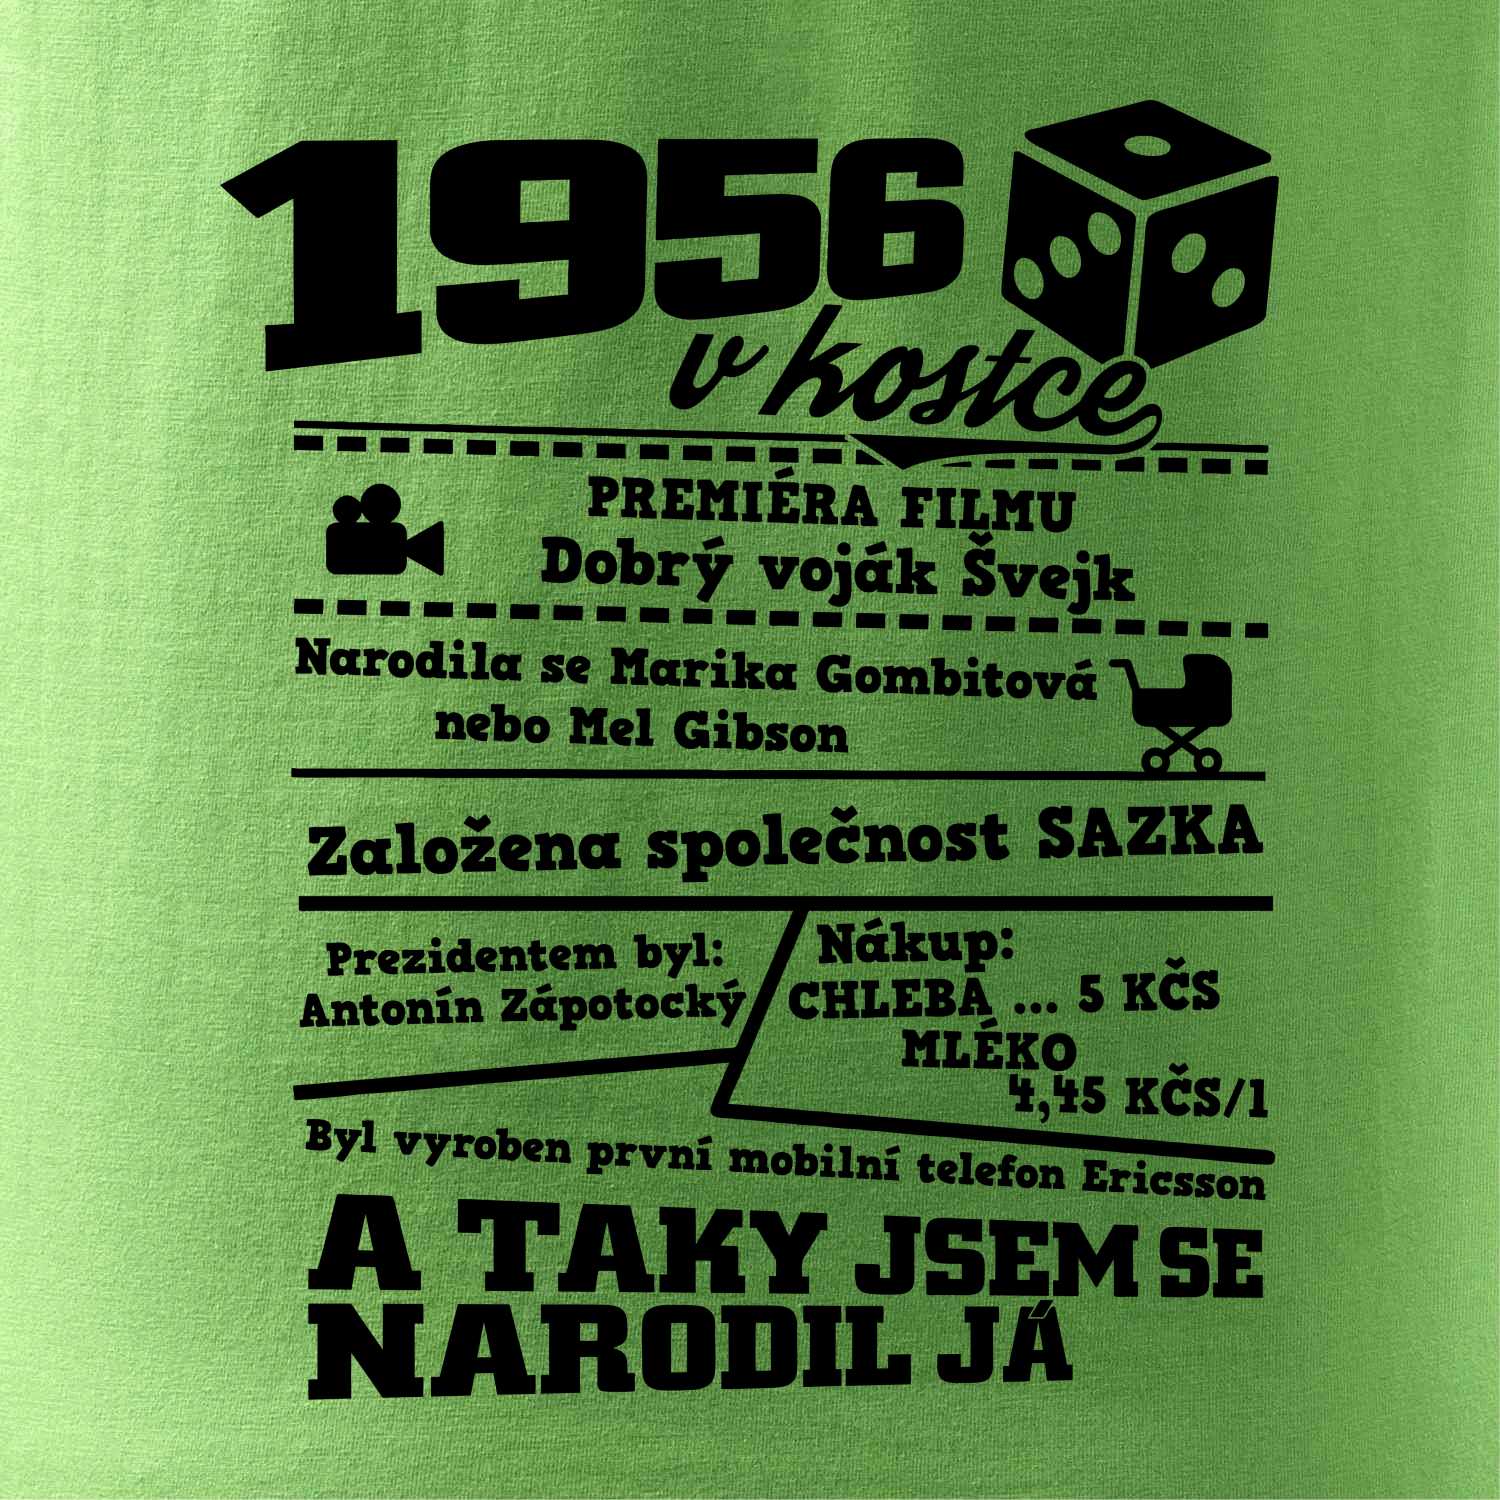 1956
v kostce
PREMIÉRA FILMU
Dobrý voják Švejk
Narodila se Marika Gombitová
nebo Mel Gibson
Založena společnost SAZKA
Prezidentem byl:
Antonín Zápotocký
Nákup:
CHLEBA ... 5 KČS
MLÉKO
4,45 KČS/l
Byl vyroben první mobilní telefon Ericsson
A TAKY JSEM SE
NARODIL JÁ